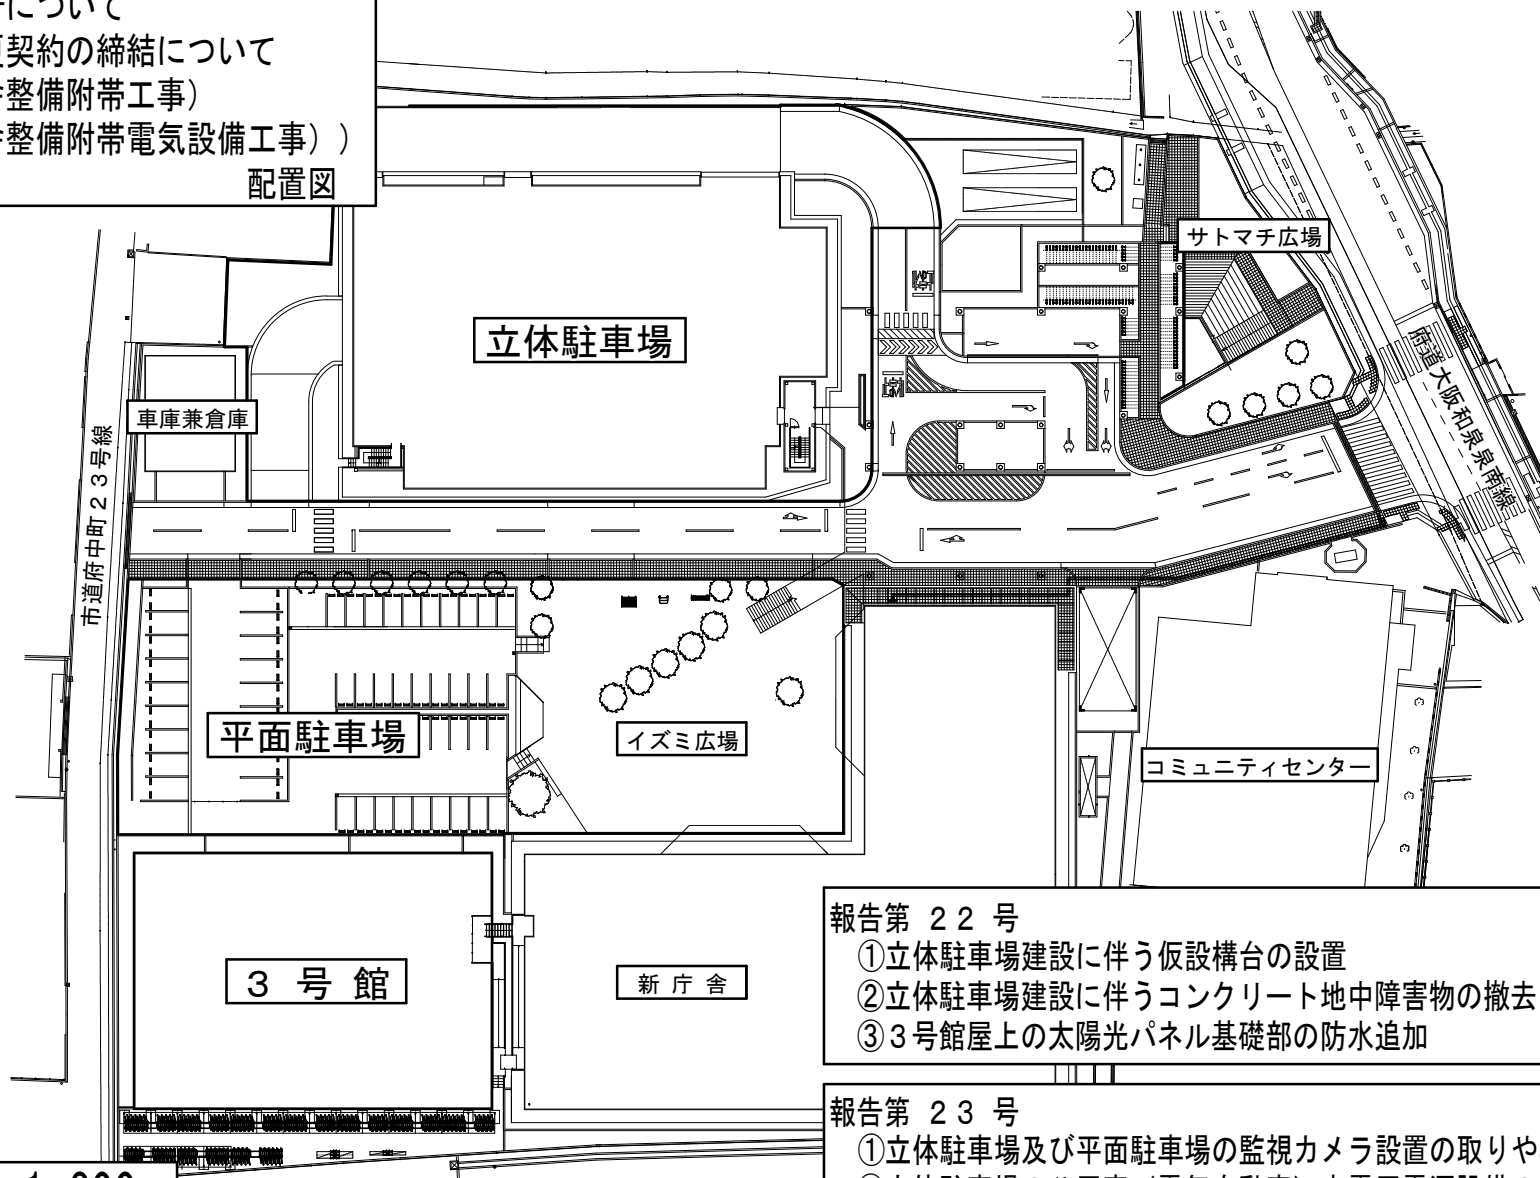 について
契約の締結について
整備附帯工事）
整備附帯電気設備工事））
配置図
サトマチ広場
立体駐車場
府道大阪和泉泉南線
車庫兼倉庫
市道府中町２３号線
平面駐車場
イズミ広場
コミュニティセンター
３号館
新庁舎
報告第 ２２ 号
①立体駐車場建設に伴う仮設構台の設置
②立体駐車場建設に伴うコンクリート地中障害物の撤去
③３号館屋上の太陽光パネル基礎部の防水追加
報告第 ２３ 号
①立体駐車場及び平面駐車場の監視カメラ設置の取りや